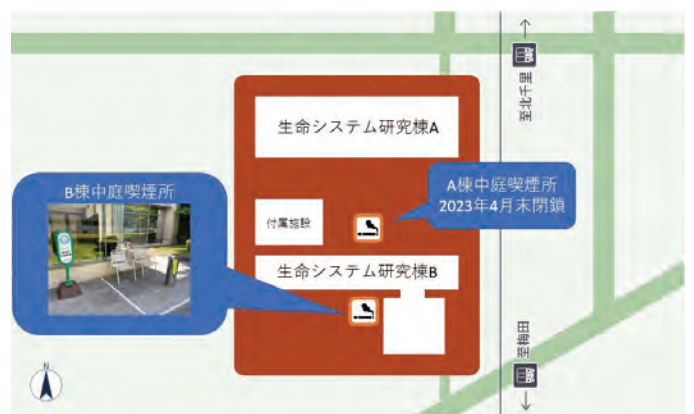 至北千里
生命システム研究棟A
B棟中庭喫煙所
A棟中庭喫煙所
2023年4月末閉鎖
付属施設
生命システム研究棟B
至梅田
N